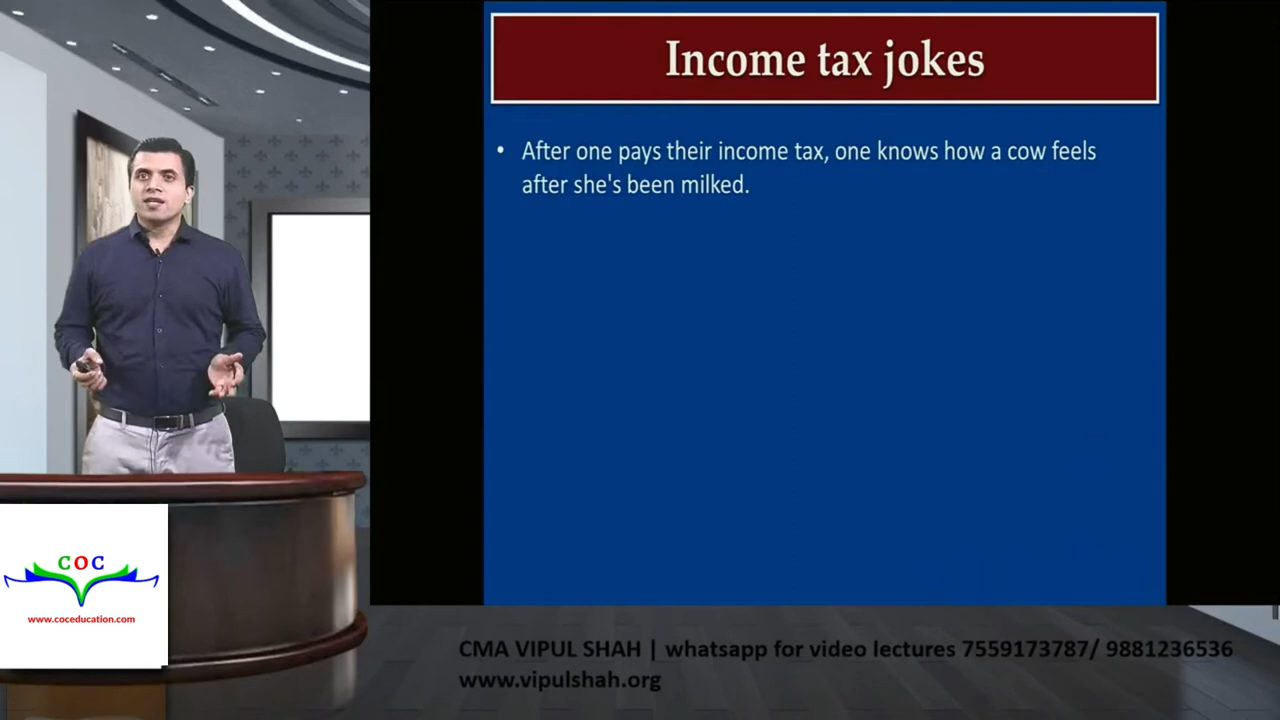 Income tax jokes
• After one pays their income tax, one knows how a cow feels
after she's been milked.
COC
www.coceducation.com
CMA VIPUL SHAH | whatsapp for video lectures 7559173787/ 9881236536
www.vipulshah.org